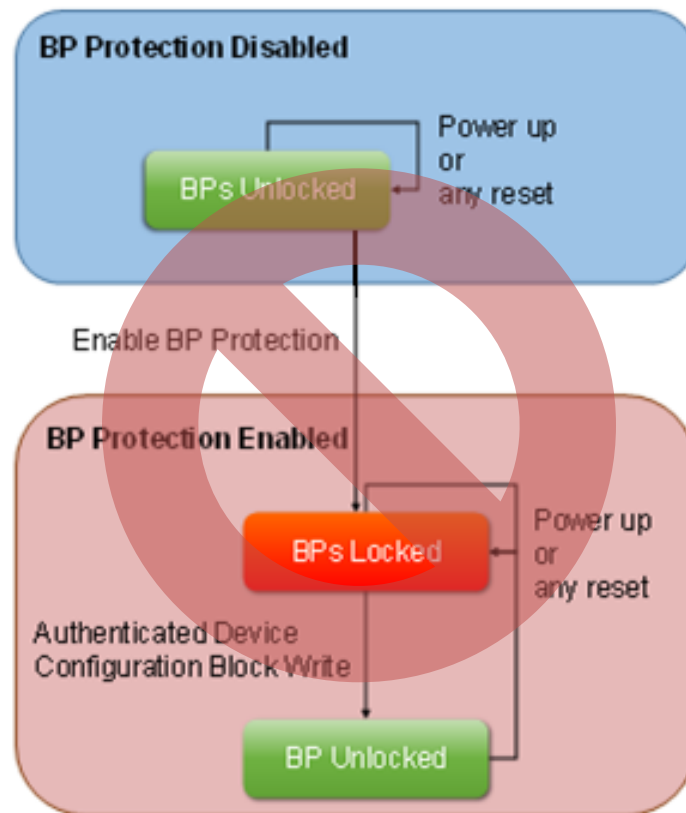 BP Protection Disabled
Power up
or
any reset
BPs Unlocked
Enable BP Protection
BP Protection Enabled
BPs Locked
Power up
or
any reset
Authenticated Device
Configuration Block Write
BP Unlocked